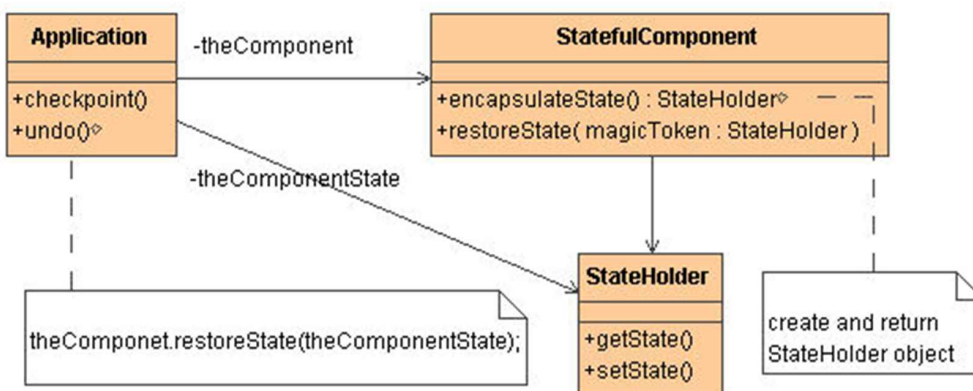 Application
+checkpoint()
+undo()
-theComponent
StatefulComponent
+encapsulateState() : StateHolder
+restoreState( magicToken : StateHolder )
-theComponentState
StateHolder
+getState()
+setState()
theComponet.restoreState(theComponentState);
create and return
StateHolder object